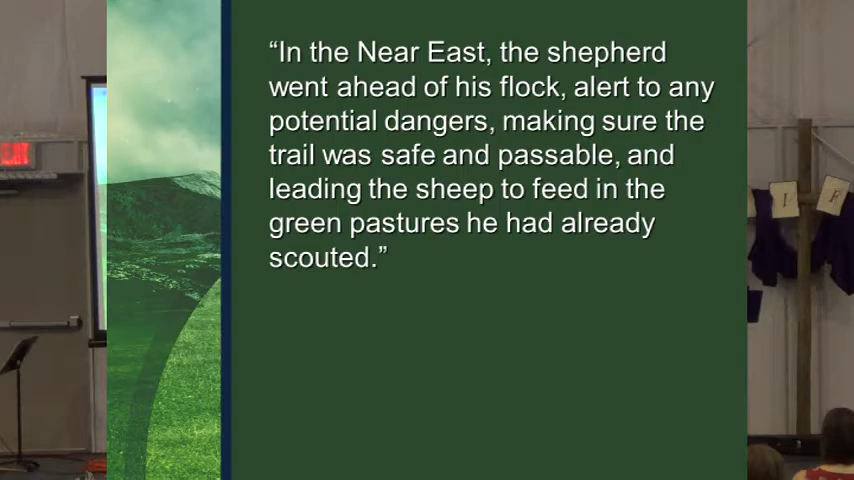 “In the Near East, the shepherd
went ahead of his flock, alert to any
potential dangers, making sure the
trail was safe and passable, and
leading the sheep to feed in the
green pastures he had already
scouted.”
EXIT
V